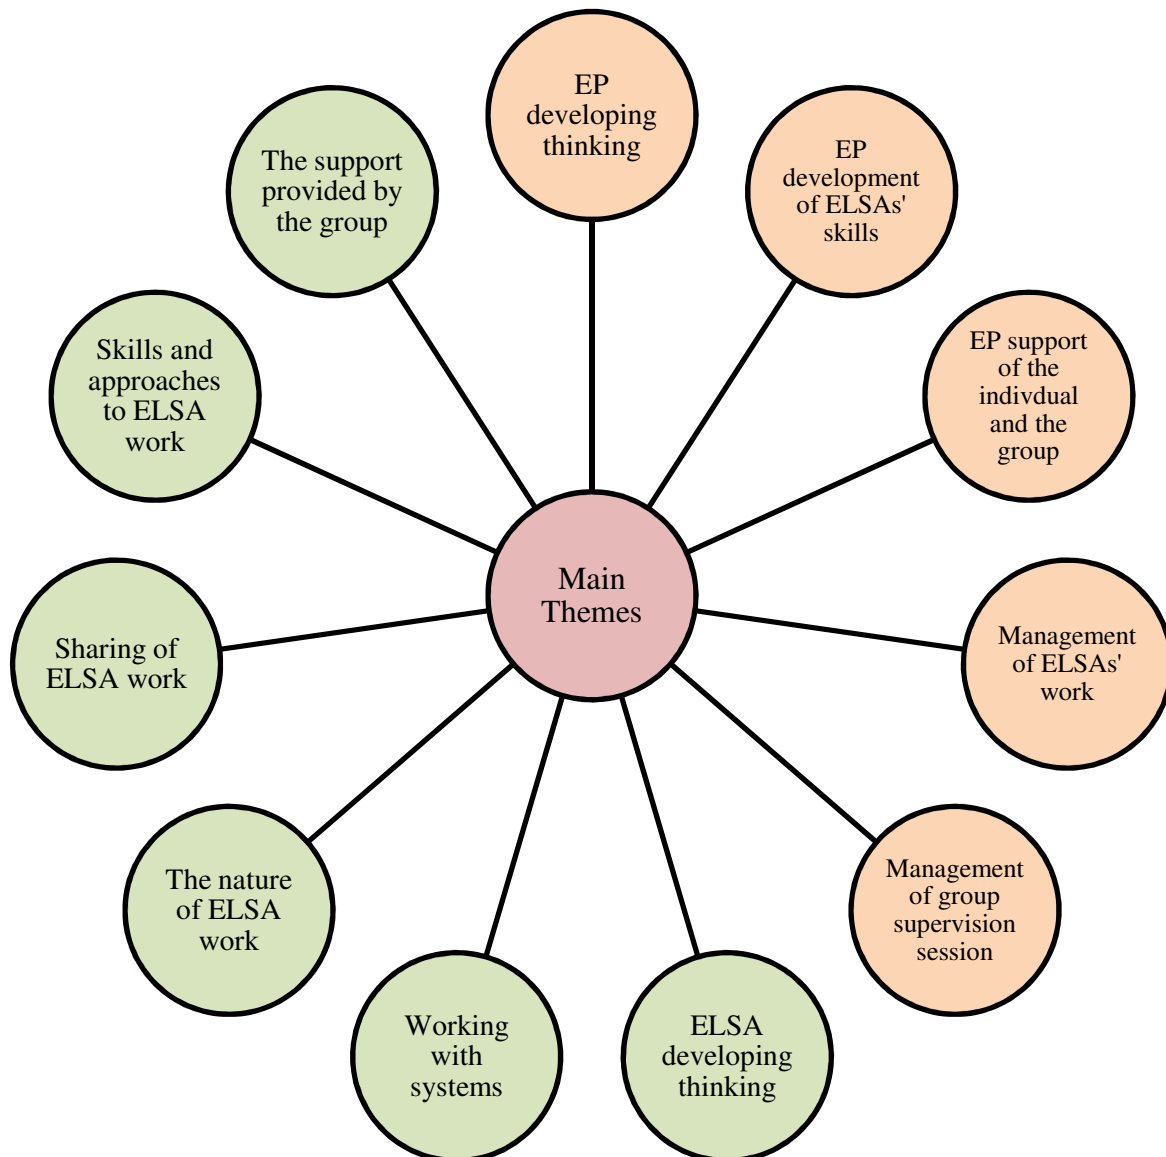 EP
developing
thinking
EP
development
of ELSAs'
skills
EP support
of the
indivdual
and the
group
Management
of ELSAs'
work
Management
of group
supervision
session
ELSA
developing
thinking
Working
with
systems
The nature
of ELSA
work
Sharing of
ELSA work
Skills and
approaches
to ELSA
work
The support
provided by
the group
Main
Themes